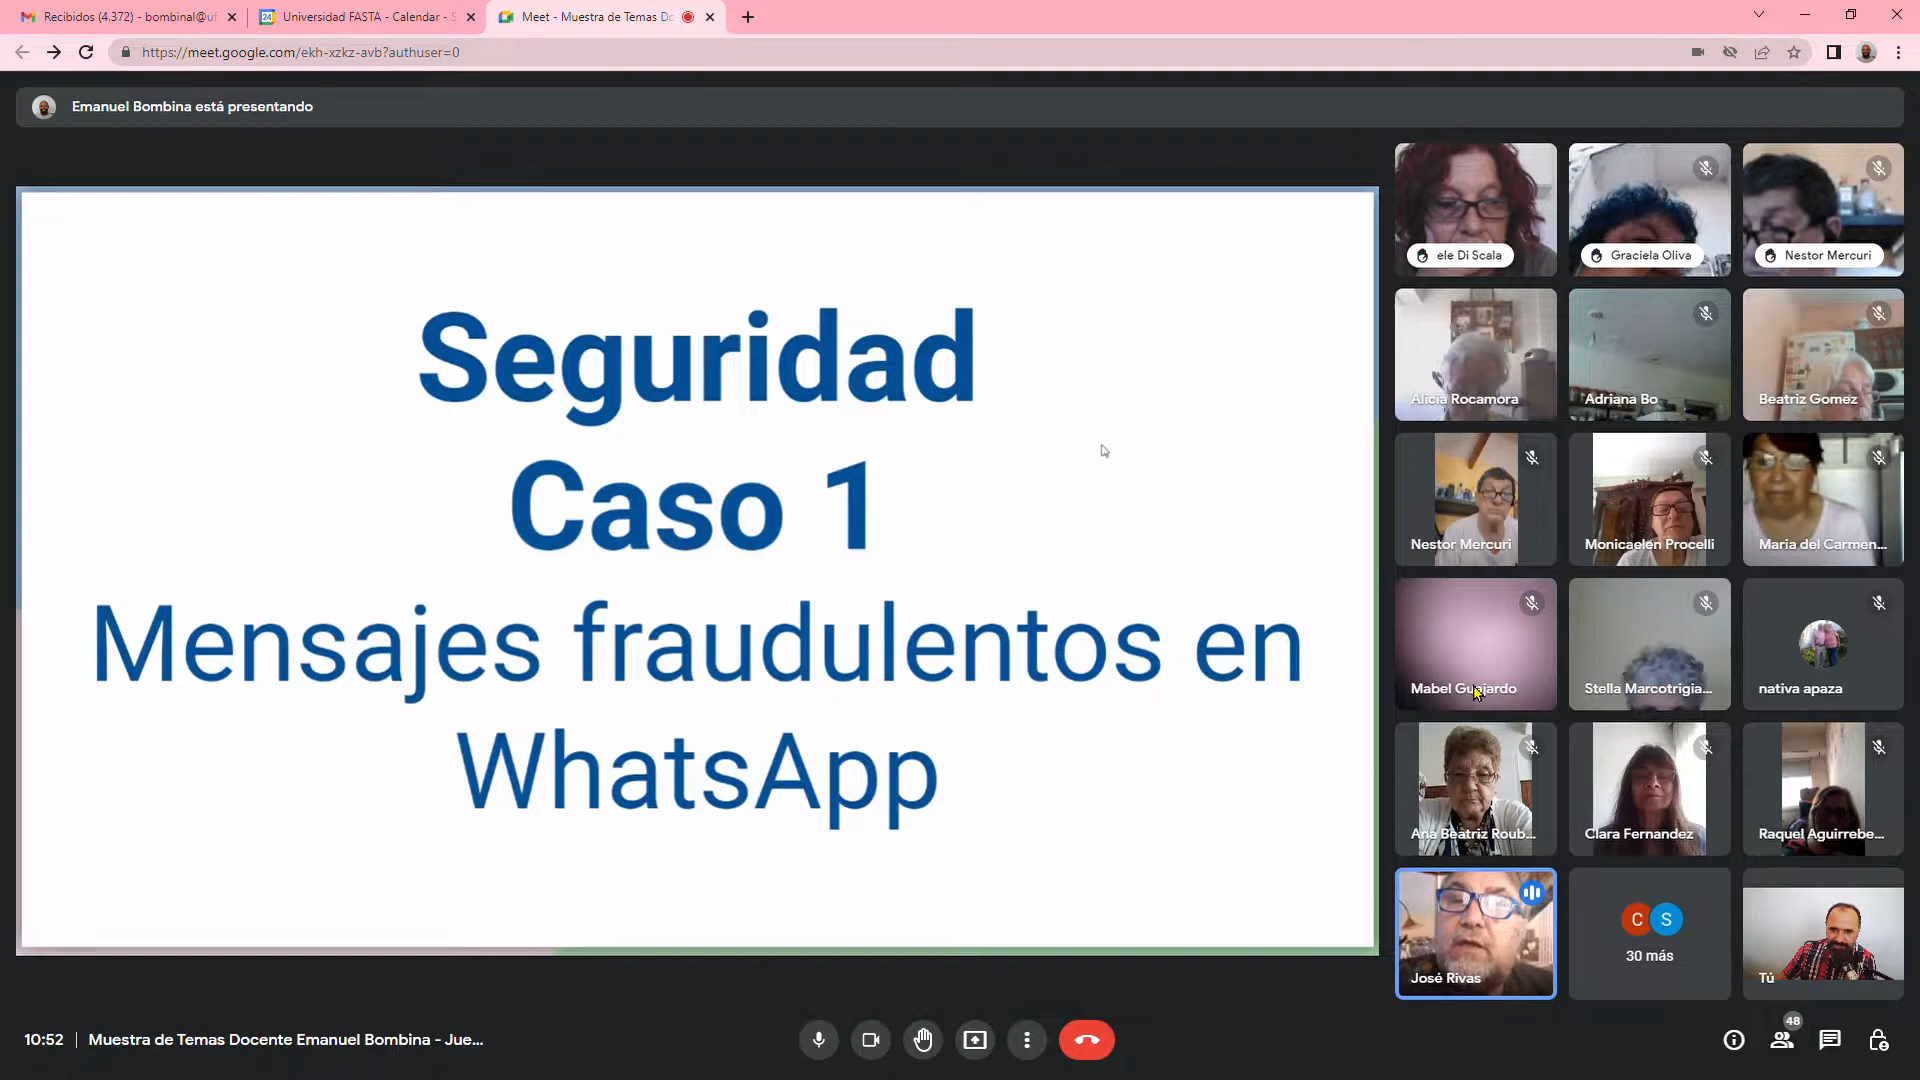 Recibidos (4.372) - bombinal@uf
Universidad FASTA - Calendar - S
Meet - Muestra de Temas Do
https://meet.google.com/ekh-xzkz-avb?authuser=0
Emanuel Bombina está presentando
Seguridad
Caso 1
Mensajes fraudulentos en
WhatsApp
ele Di Scala
Graciela Oliva
Nestor Mercuri
Alicia Rocamora
Adriana Bo
Beatriz Gomez
Nestor Mercuri
Monicaelen Procelli
Maria del Carmen...
Mabel Guajardo
Stella Marcotrigia...
nativa apaza
Ana Beatriz Roub...
Clara Fernandez
Raquel Aguirrebe...
José Rivas
C S
30 más
Tú
10:52
Muestra de Temas Docente Emanuel Bombina - Jue...
48